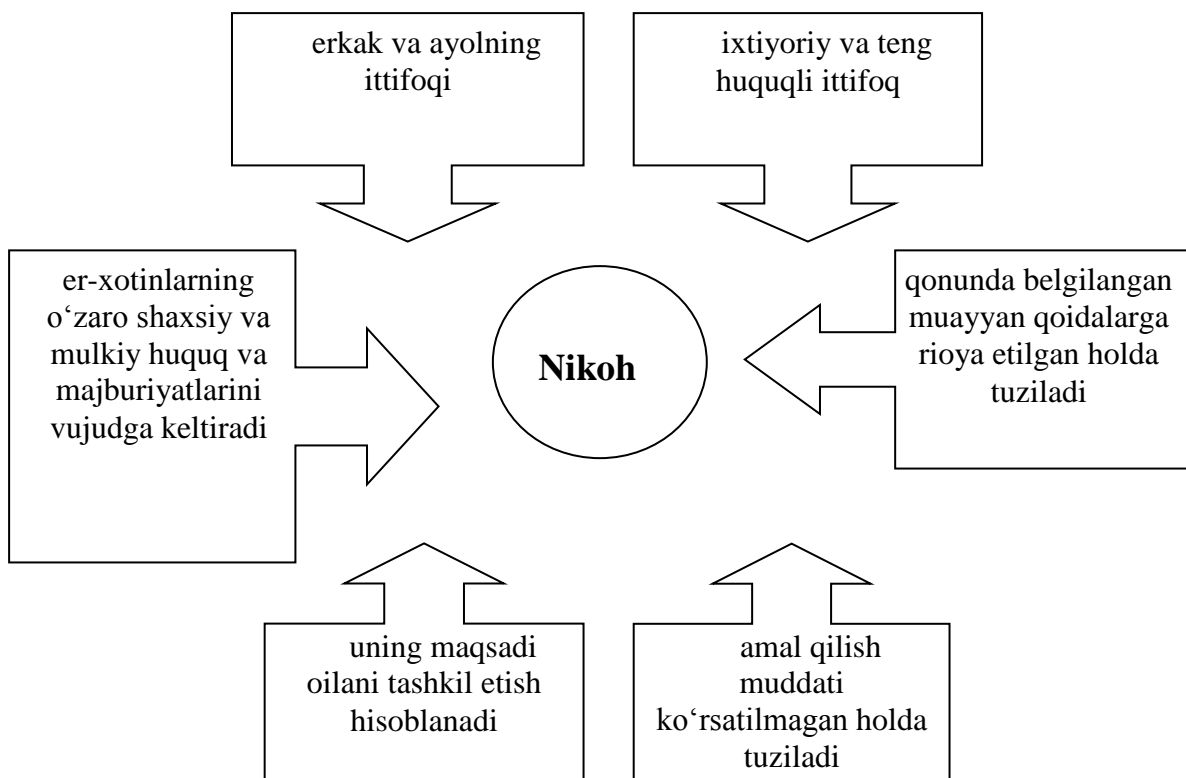 erkak va ayolning
ittifoqi
ixtiyoriy va teng
huquqli ittifoq
er-xotinlarning
o‘zaro shaxsiy va
mulkiy huquq va
majburiyatlarini
vujudga keltiradi
Nikoh
qonunda belgilangan
muayyan qoidalarga
rioya etilgan holda
tuziladi
uning maqsadi
oilani tashkil etish
hisoblanadi
amal qilish
muddati
ko‘rsatilmagan holda
tuziladi